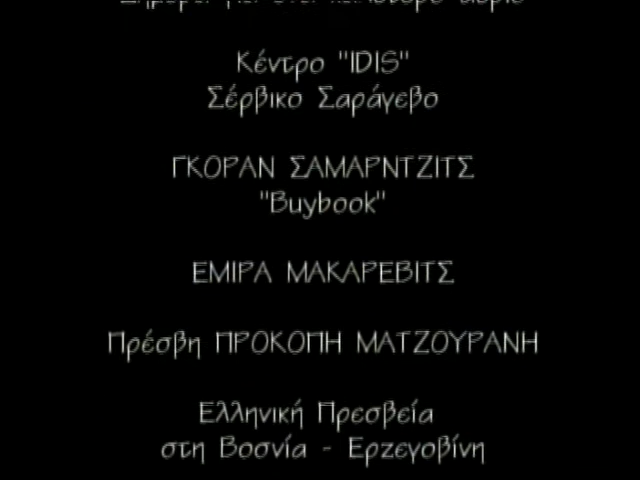 Κέντρο "IDIS"
Σέρβικο Σαράγεβο
ΓΚΟΡΑΝ ΣΑΜΑΡΝΤΖΙΤΣ
"Buybook"
ΕΜΙΡΑ ΜΑΚΑΡΕΒΙΤΣ
Πρέσβη ΠΡΟΚΟΠΗ ΜΑΤΖΟΥΡΑΝΗ
Ελληνική Πρεσβεία
στη Βοσνία - Ερζεγοβίνη